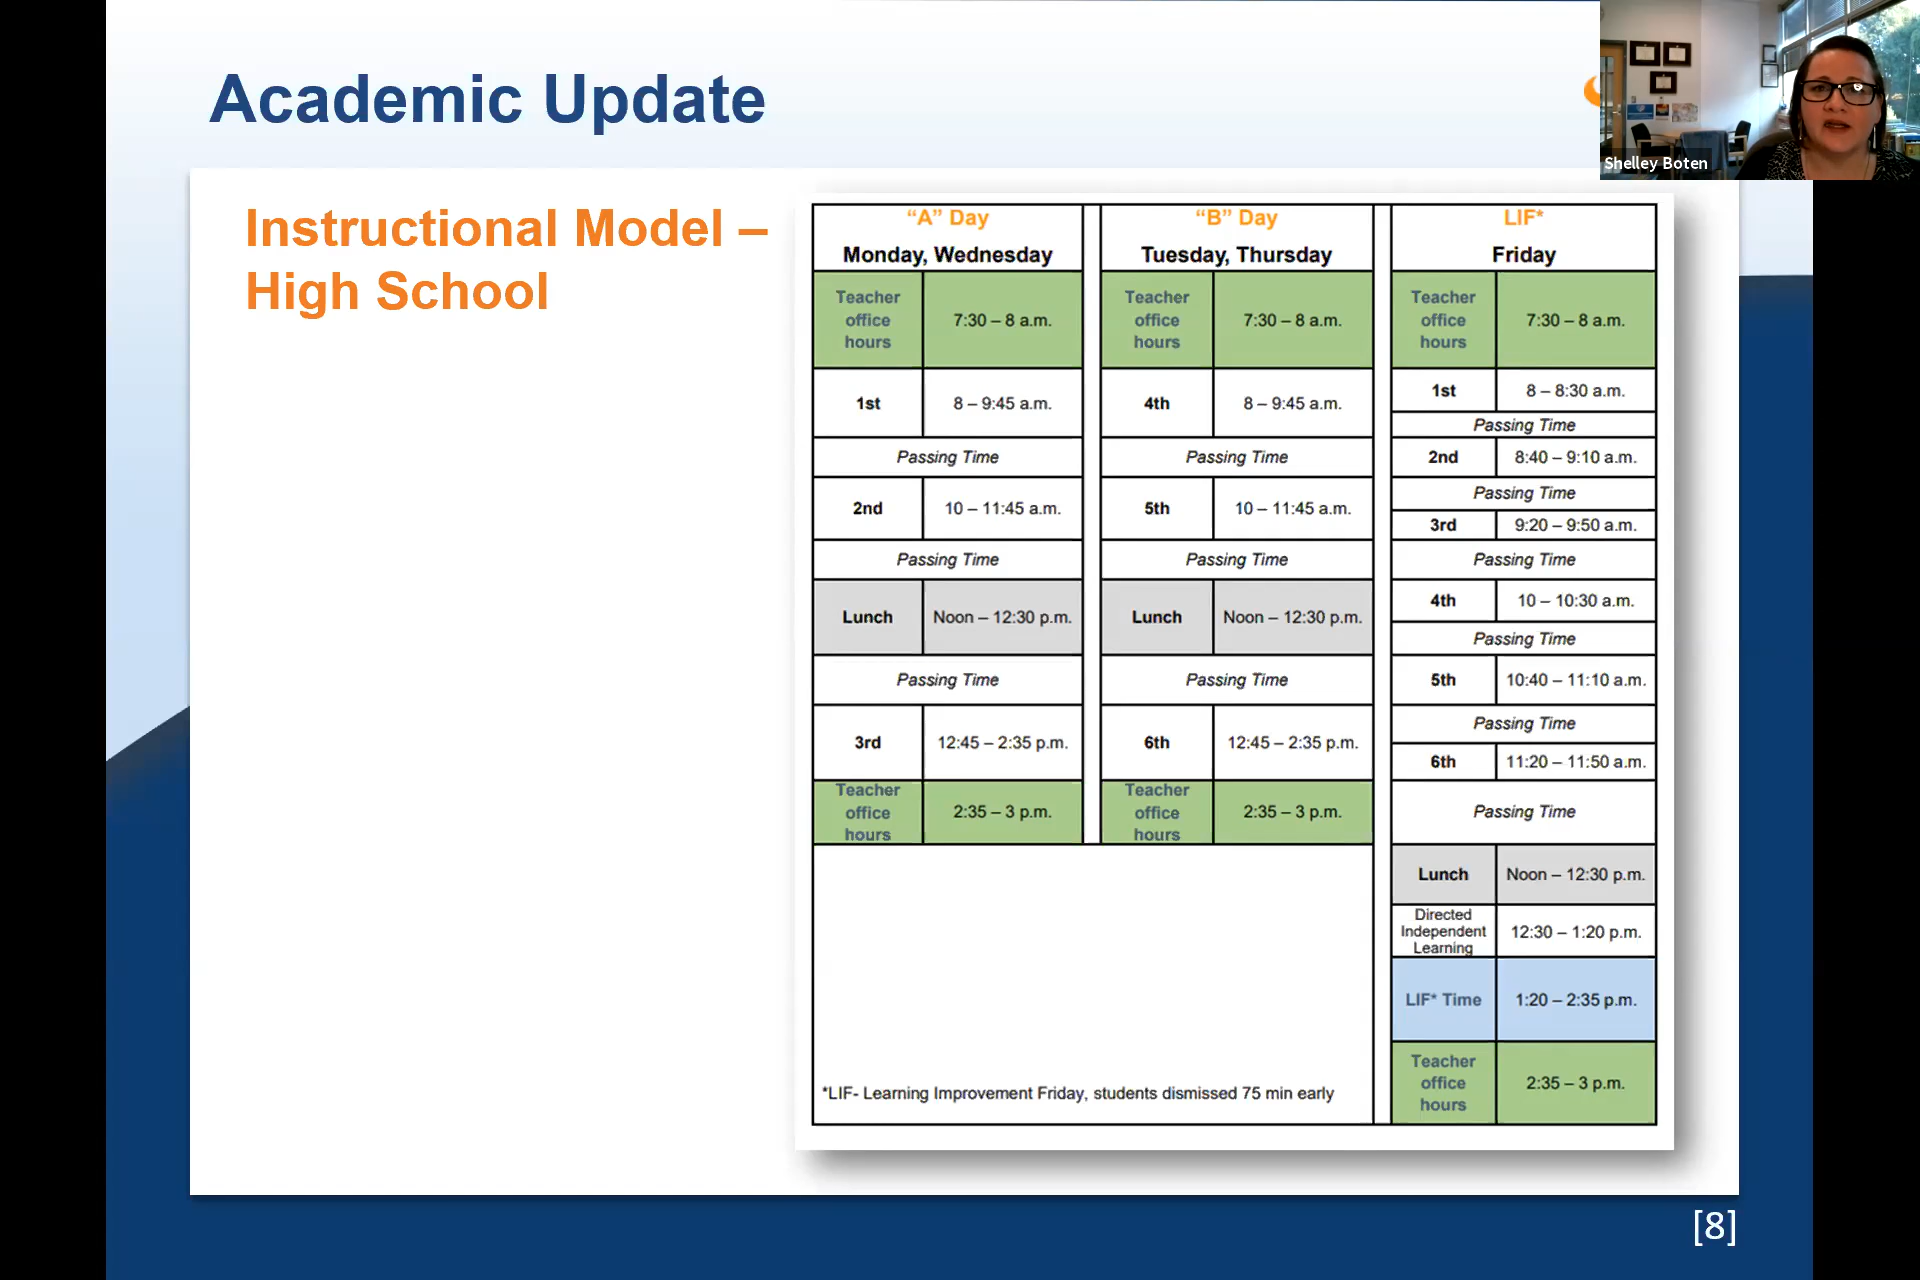 Academic Update
Shelley Boten
Instructional Model –
High School
“A” Day
Monday, Wednesday
Teacher office hours 7:30 – 8 a.m.
1st 8 – 9:45 a.m.
Passing Time
2nd 10 – 11:45 a.m.
Passing Time
Lunch Noon – 12:30 p.m.
Passing Time
3rd 12:45 – 2:35 p.m.
Teacher office hours 2:35 – 3 p.m.
“B” Day
Tuesday, Thursday
Teacher office hours 7:30 – 8 a.m.
4th 8 – 9:45 a.m.
Passing Time
5th 10 – 11:45 a.m.
Passing Time
Lunch Noon – 12:30 p.m.
Passing Time
6th 12:45 – 2:35 p.m.
Teacher office hours 2:35 – 3 p.m.
LIF*
Friday
Teacher office hours 7:30 – 8 a.m.
1st 8 – 8:30 a.m.
Passing Time
2nd 8:40 – 9:10 a.m.
Passing Time
3rd 9:20 – 9:50 a.m.
Passing Time
4th 10 – 10:30 a.m.
Passing Time
5th 10:40 – 11:10 a.m.
Passing Time
6th 11:20 – 11:50 a.m.
Passing Time
Lunch Noon – 12:30 p.m.
Directed Independent Learning 12:30 – 1:20 p.m.
LIF* Time 1:20 – 2:35 p.m.
Teacher office hours 2:35 – 3 p.m.
*LIF- Learning Improvement Friday, students dismissed 75 min early
[8]